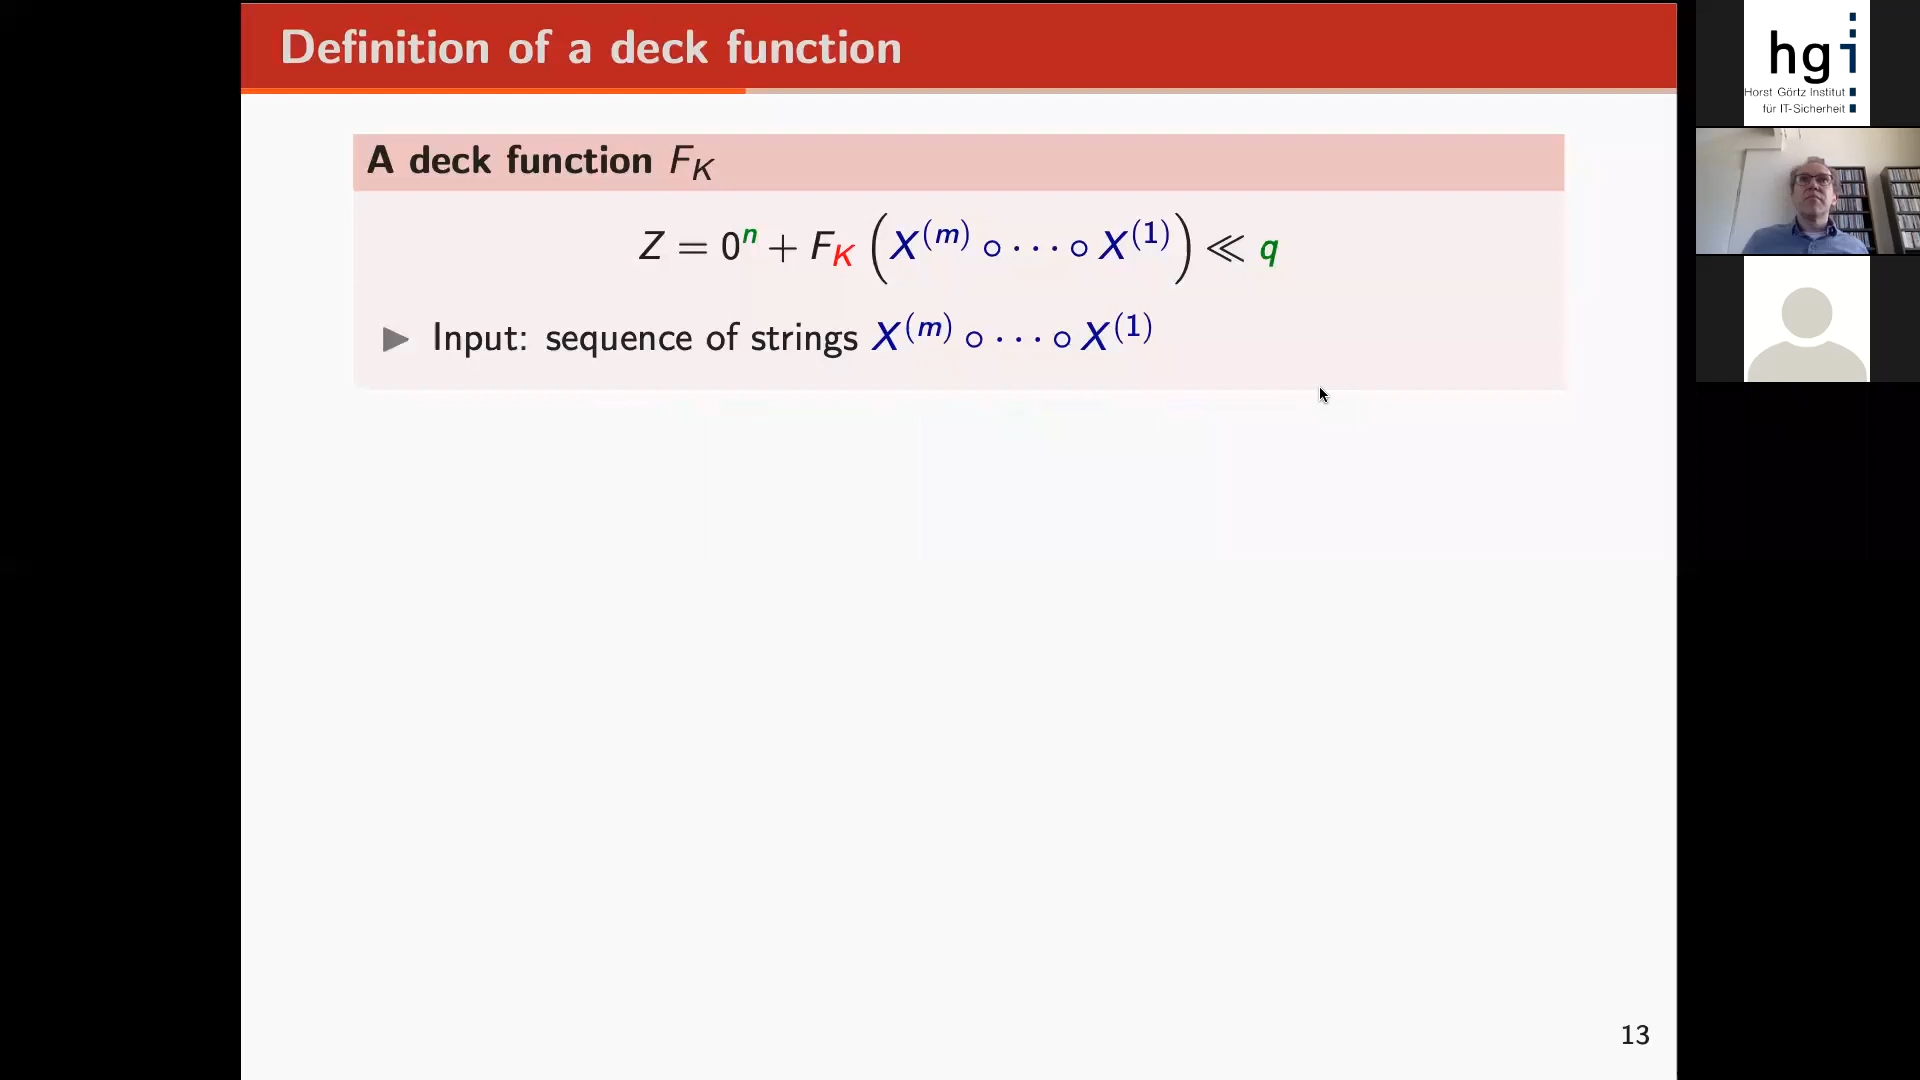 Definition of a deck function
A deck function F_K
Z = 0^n + F_K (X^(m) ∘ ⋯ ∘ X^(1)) ≪ q
▶ Input: sequence of strings X^(m) ∘ ⋯ ∘ X^(1)
13
hgi
Horst Görtz Institut
für IT-Sicherheit